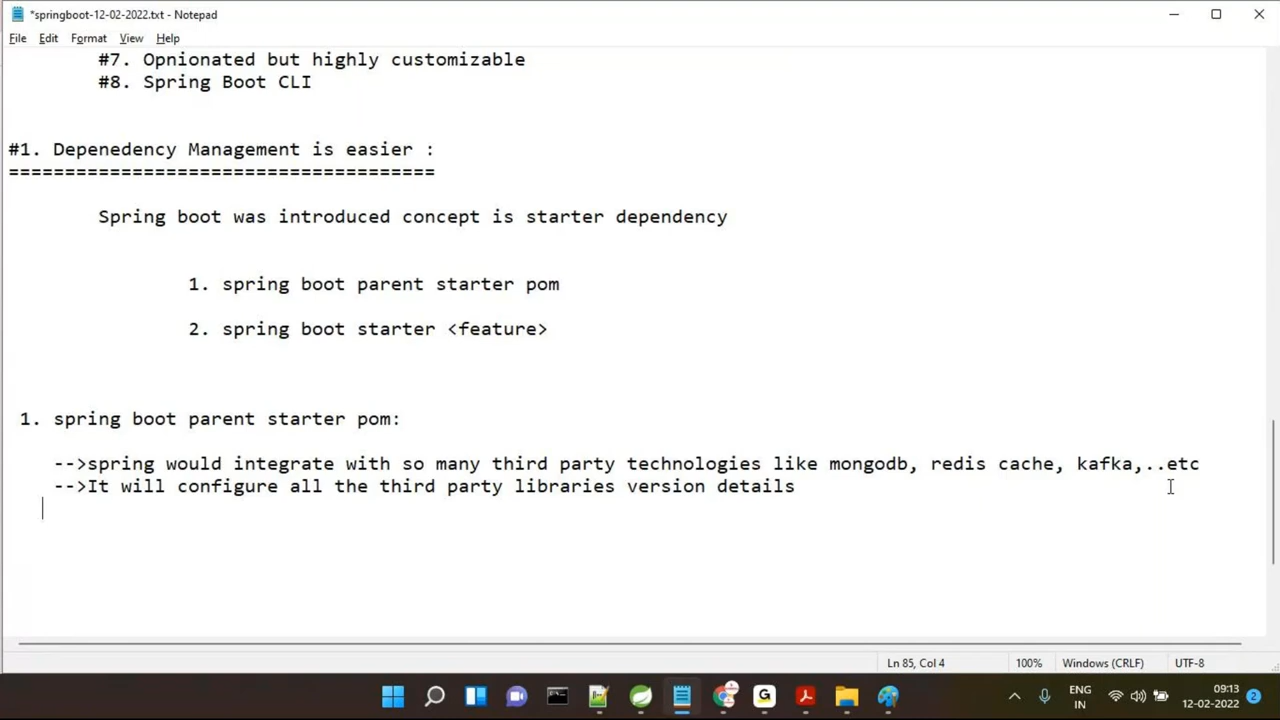 *springboot-12-02-2022.txt - Notepad
File Edit Format View Help
#7. Opnionated but highly customizable
#8. Spring Boot CLI
#1. Depenedency Management is easier :
======================================
Spring boot was introduced concept is starter dependency
1. spring boot parent starter pom
2. spring boot starter <feature>
1. spring boot parent starter pom:
-->spring would integrate with so many third party technologies like mongodb, redis cache, kafka,..etc
-->It will configure all the third party libraries version details
Ln 85, Col 4 100% Windows (CRLF) UTF-8
ENG
IN
09:13
12-02-2022
2